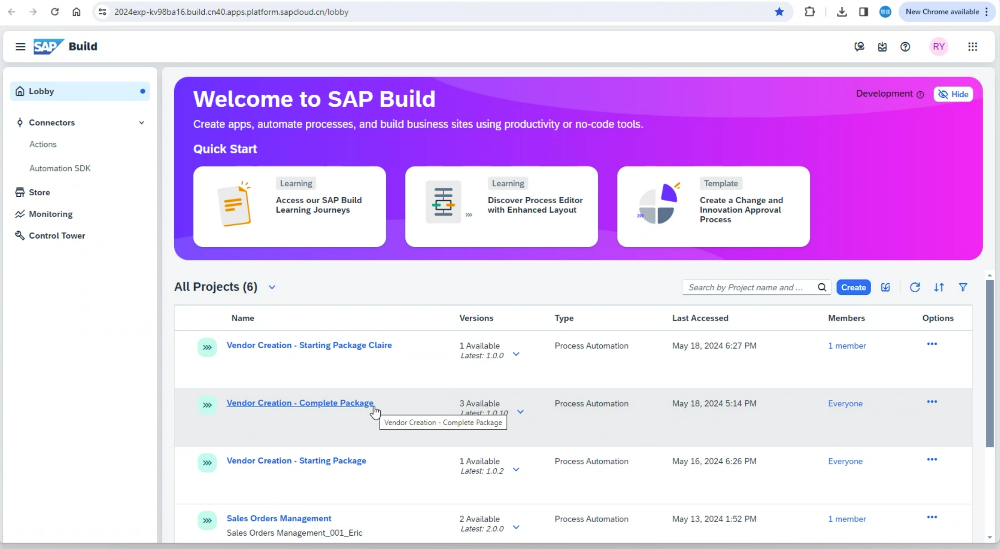 2024exp-kv98ba16.build.cn40.apps.platform.sapcloud.cn/lobby
慧媛
New Chrome available
SAP Build
RY
Lobby
Connectors
Actions
Automation SDK
Store
Monitoring
Control Tower
Welcome to SAP Build
Development
Hide
Create apps, automate processes, and build business sites using productivity or no-code tools.
Quick Start
Learning
Access our SAP Build
Learning Journeys
Learning
Discover Process Editor
with Enhanced Layout
Template
Create a Change and
Innovation Approval
Process
All Projects (6)
Search by Project name and ...
Create
Name Versions Type Last Accessed Members Options
Vendor Creation - Starting Package Claire 1 Available Process Automation May 18, 2024 6:27 PM 1 member
Latest: 1.0.0
Vendor Creation - Complete Package 3 Available Process Automation May 18, 2024 5:14 PM Everyone
Latest: 1.0.10
Vendor Creation - Complete Package
Vendor Creation - Starting Package 1 Available Process Automation May 16, 2024 6:26 PM Everyone
Latest: 1.0.2
Sales Orders Management 2 Available Process Automation May 13, 2024 1:52 PM 1 member
Latest: 2.0.0
Sales Orders Management_001_Eric